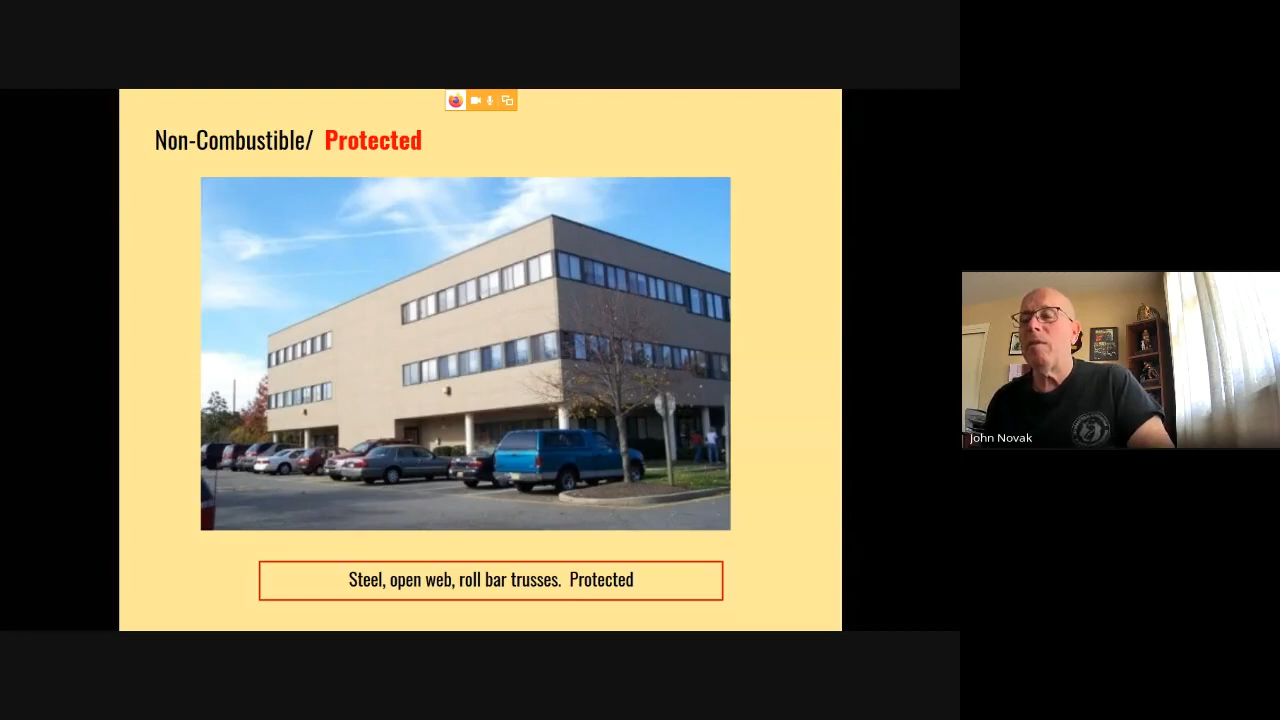 Non-Combustible/ Protected
Steel, open web, roll bar trusses. Protected
John Novak